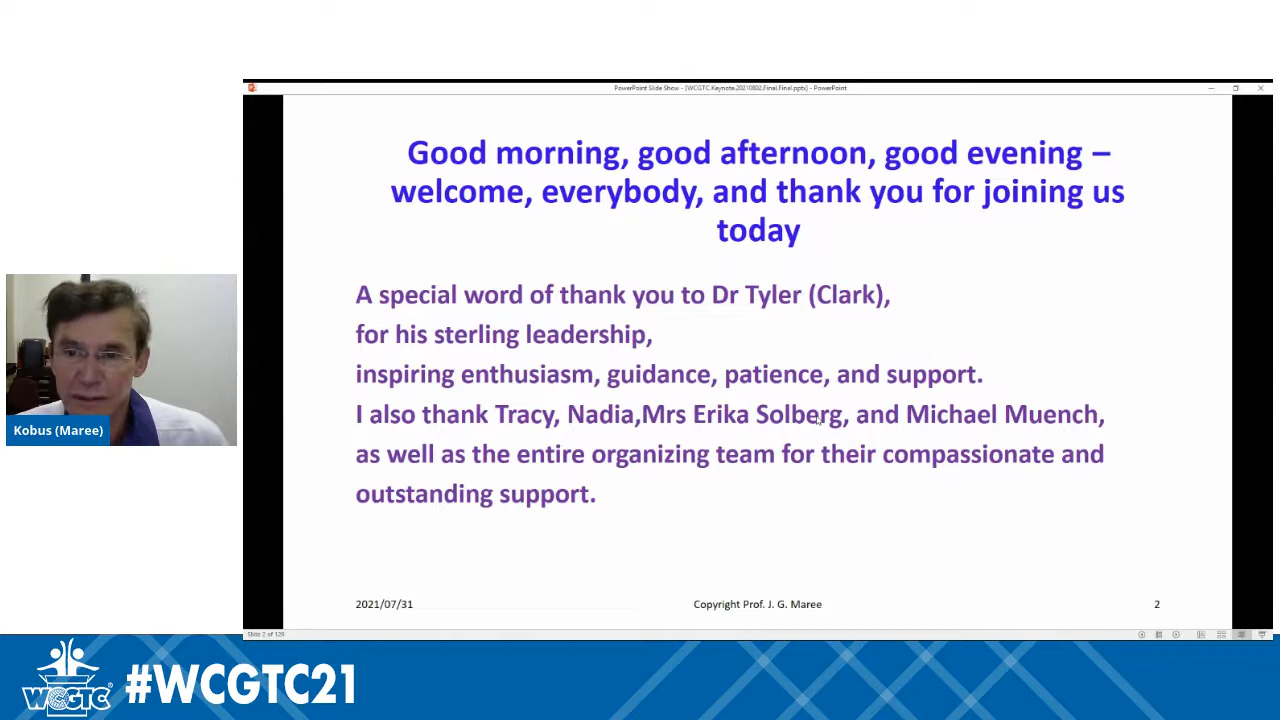 PowerPoint Slide Show - [WCGTC.Keynote.20210802.Final.Final.pptx] - PowerPoint
Good morning, good afternoon, good evening –
welcome, everybody, and thank you for joining us
today
A special word of thank you to Dr Tyler (Clark),
for his sterling leadership,
inspiring enthusiasm, guidance, patience, and support.
I also thank Tracy, Nadia,Mrs Erika Solberg, and Michael Muench,
as well as the entire organizing team for their compassionate and
outstanding support.
Kobus (Maree)
2021/07/31
Copyright Prof. J. G. Maree
2
Slide 2 of 129
WCGTC®
#WCGTC21